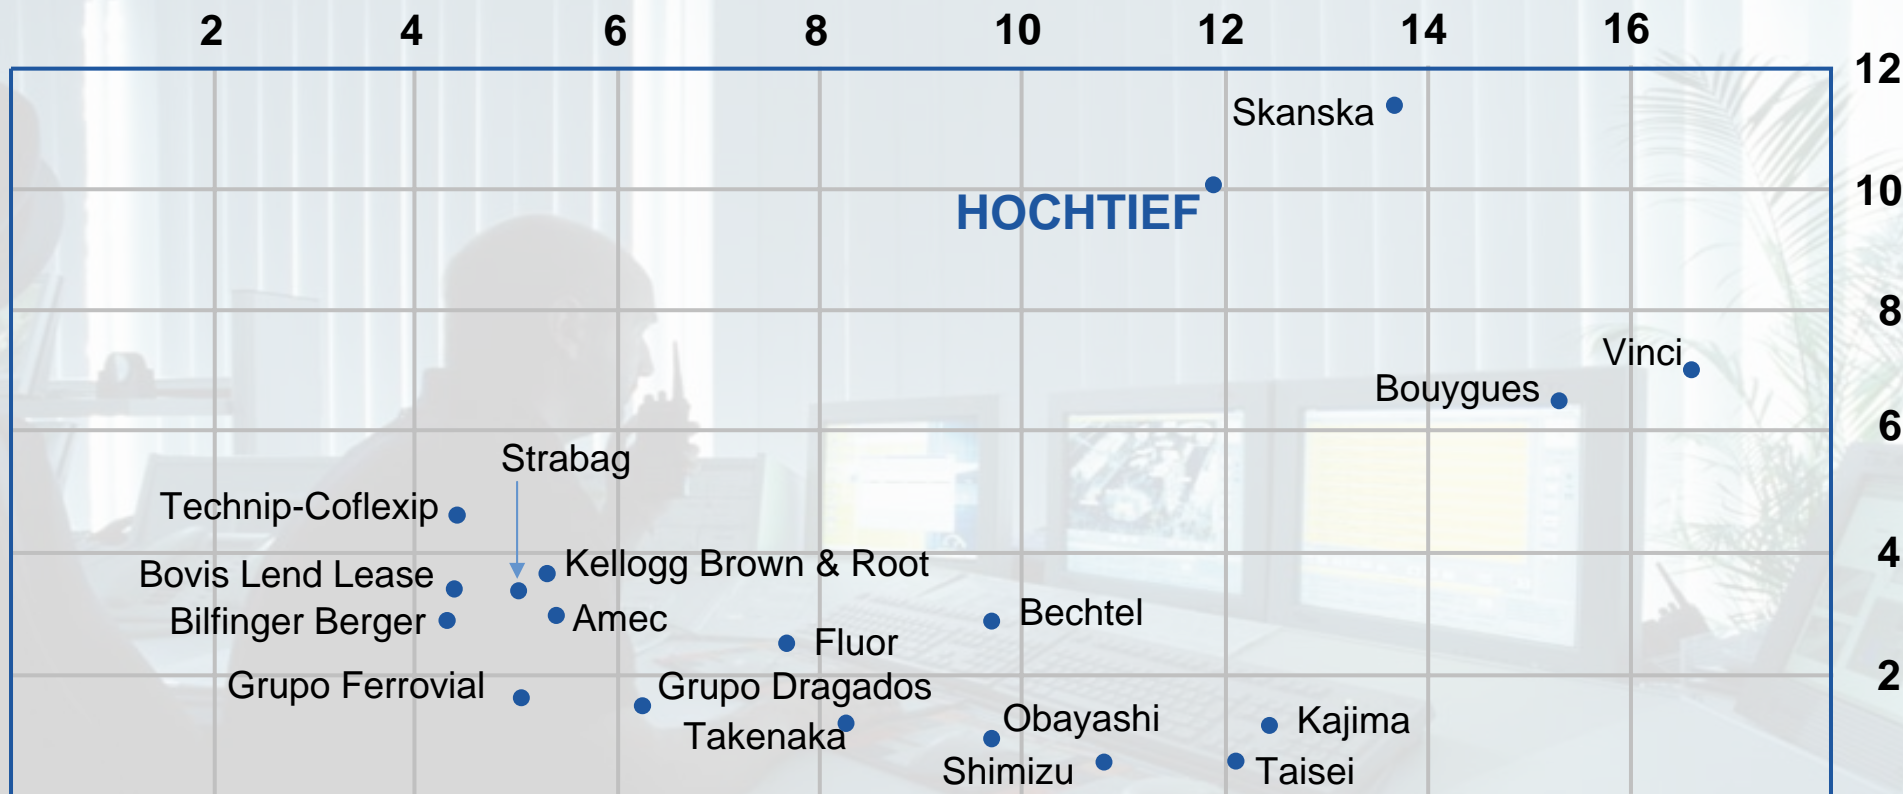 2 4 6 8 10 12 14 16
12
Skanska
10
HOCHTIEF
8
Vinci
Bouygues
6
Strabag
Technip-Coflexip
4
Kellogg Brown & Root
Bovis Lend Lease
Bechtel
Amec
Bilfinger Berger
Fluor
2
Grupo Ferrovial
Grupo Dragados
Obayashi
Kajima
Takenaka
Shimizu
Taisei